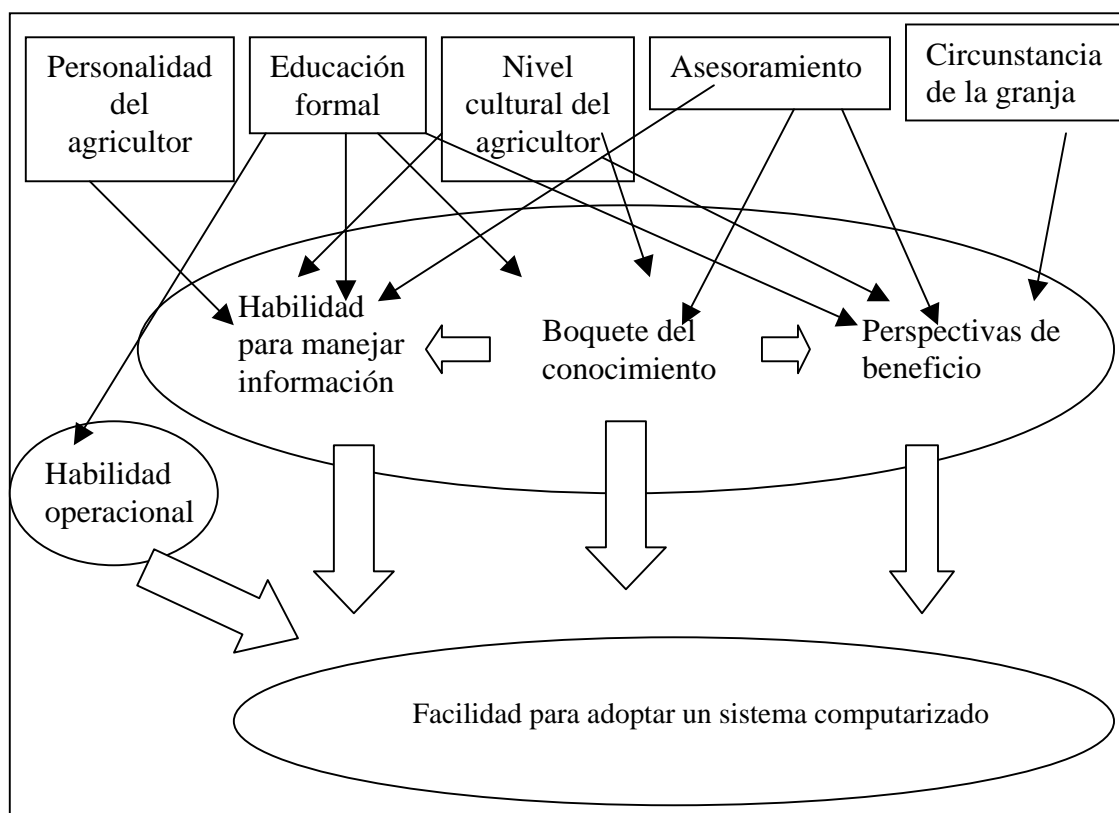 Personalidad
del
agricultor
Educación
formal
Nivel
cultural del
agricultor
Asesoramiento
Circunstancia
de la granja
Habilidad
para manejar
información
Boquete del
conocimiento
Perspectivas de
beneficio
Habilidad
operacional
Facilidad para adoptar un sistema computarizado